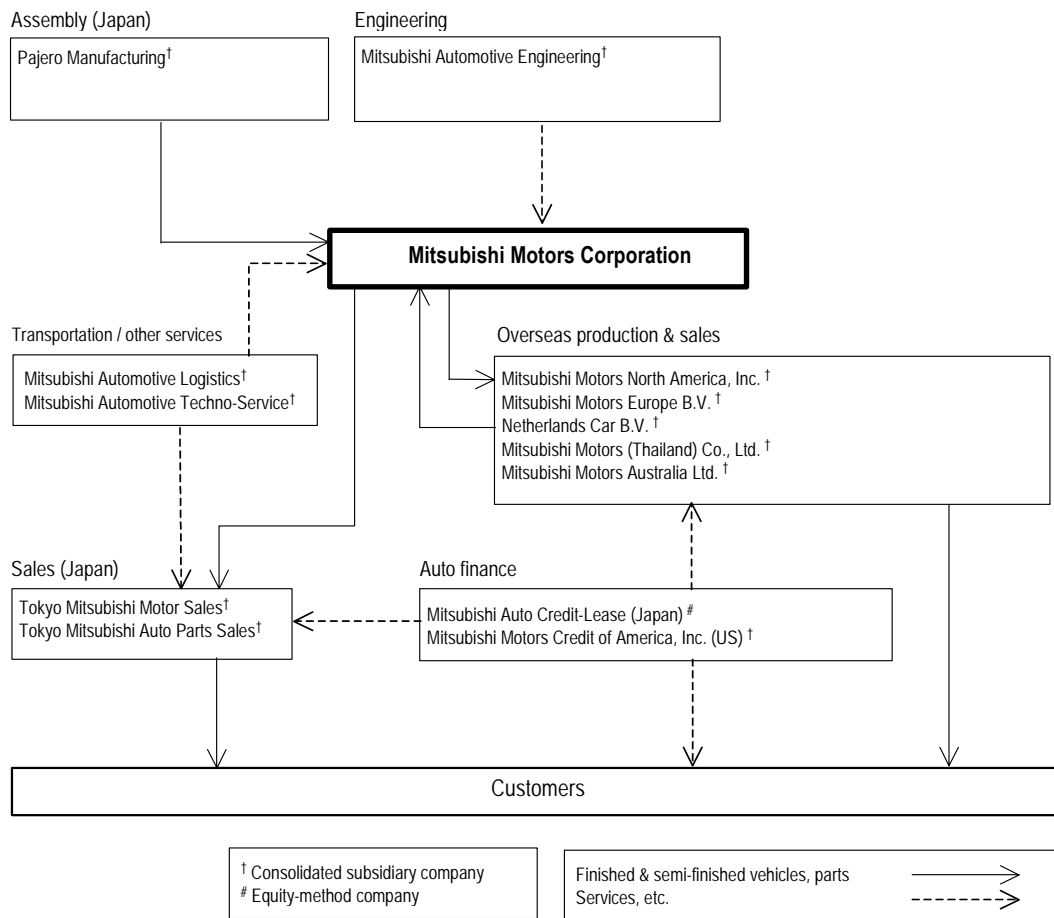 Assembly (Japan)
Pajero Manufacturing†
Engineering
Mitsubishi Automotive Engineering†
Mitsubishi Motors Corporation
Transportation / other services
Mitsubishi Automotive Logistics†
Mitsubishi Automotive Techno-Service†
Overseas production & sales
Mitsubishi Motors North America, Inc. †
Mitsubishi Motors Europe B.V. †
Netherlands Car B.V. †
Mitsubishi Motors (Thailand) Co., Ltd. †
Mitsubishi Motors Australia Ltd. †
Sales (Japan)
Tokyo Mitsubishi Motor Sales†
Tokyo Mitsubishi Auto Parts Sales†
Auto finance
Mitsubishi Auto Credit-Lease (Japan) #
Mitsubishi Motors Credit of America, Inc. (US) †
Customers
† Consolidated subsidiary company
# Equity-method company
Finished & semi-finished vehicles, parts
Services, etc.